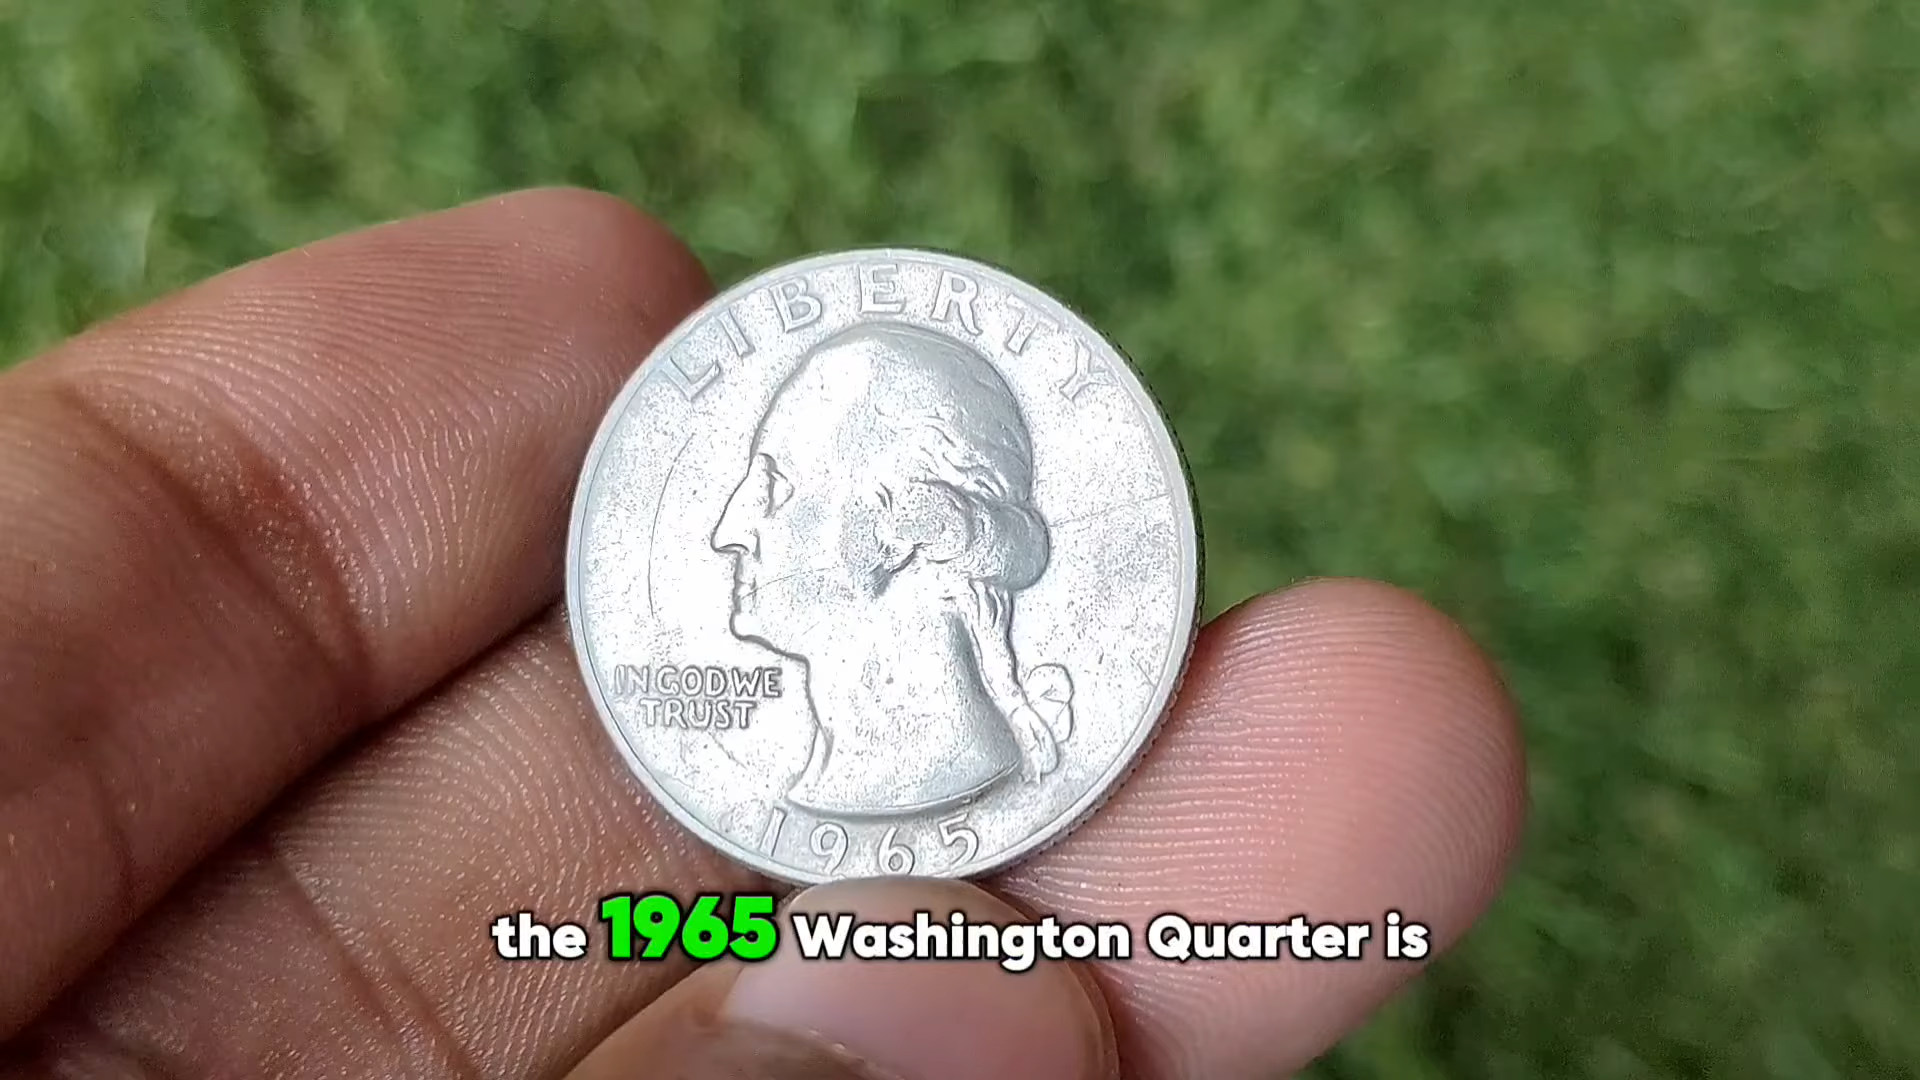 LIBERTY
IN GOD WE
TRUST
1965
the 1965 Washington Quarter is